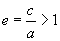 e = c/a > 1